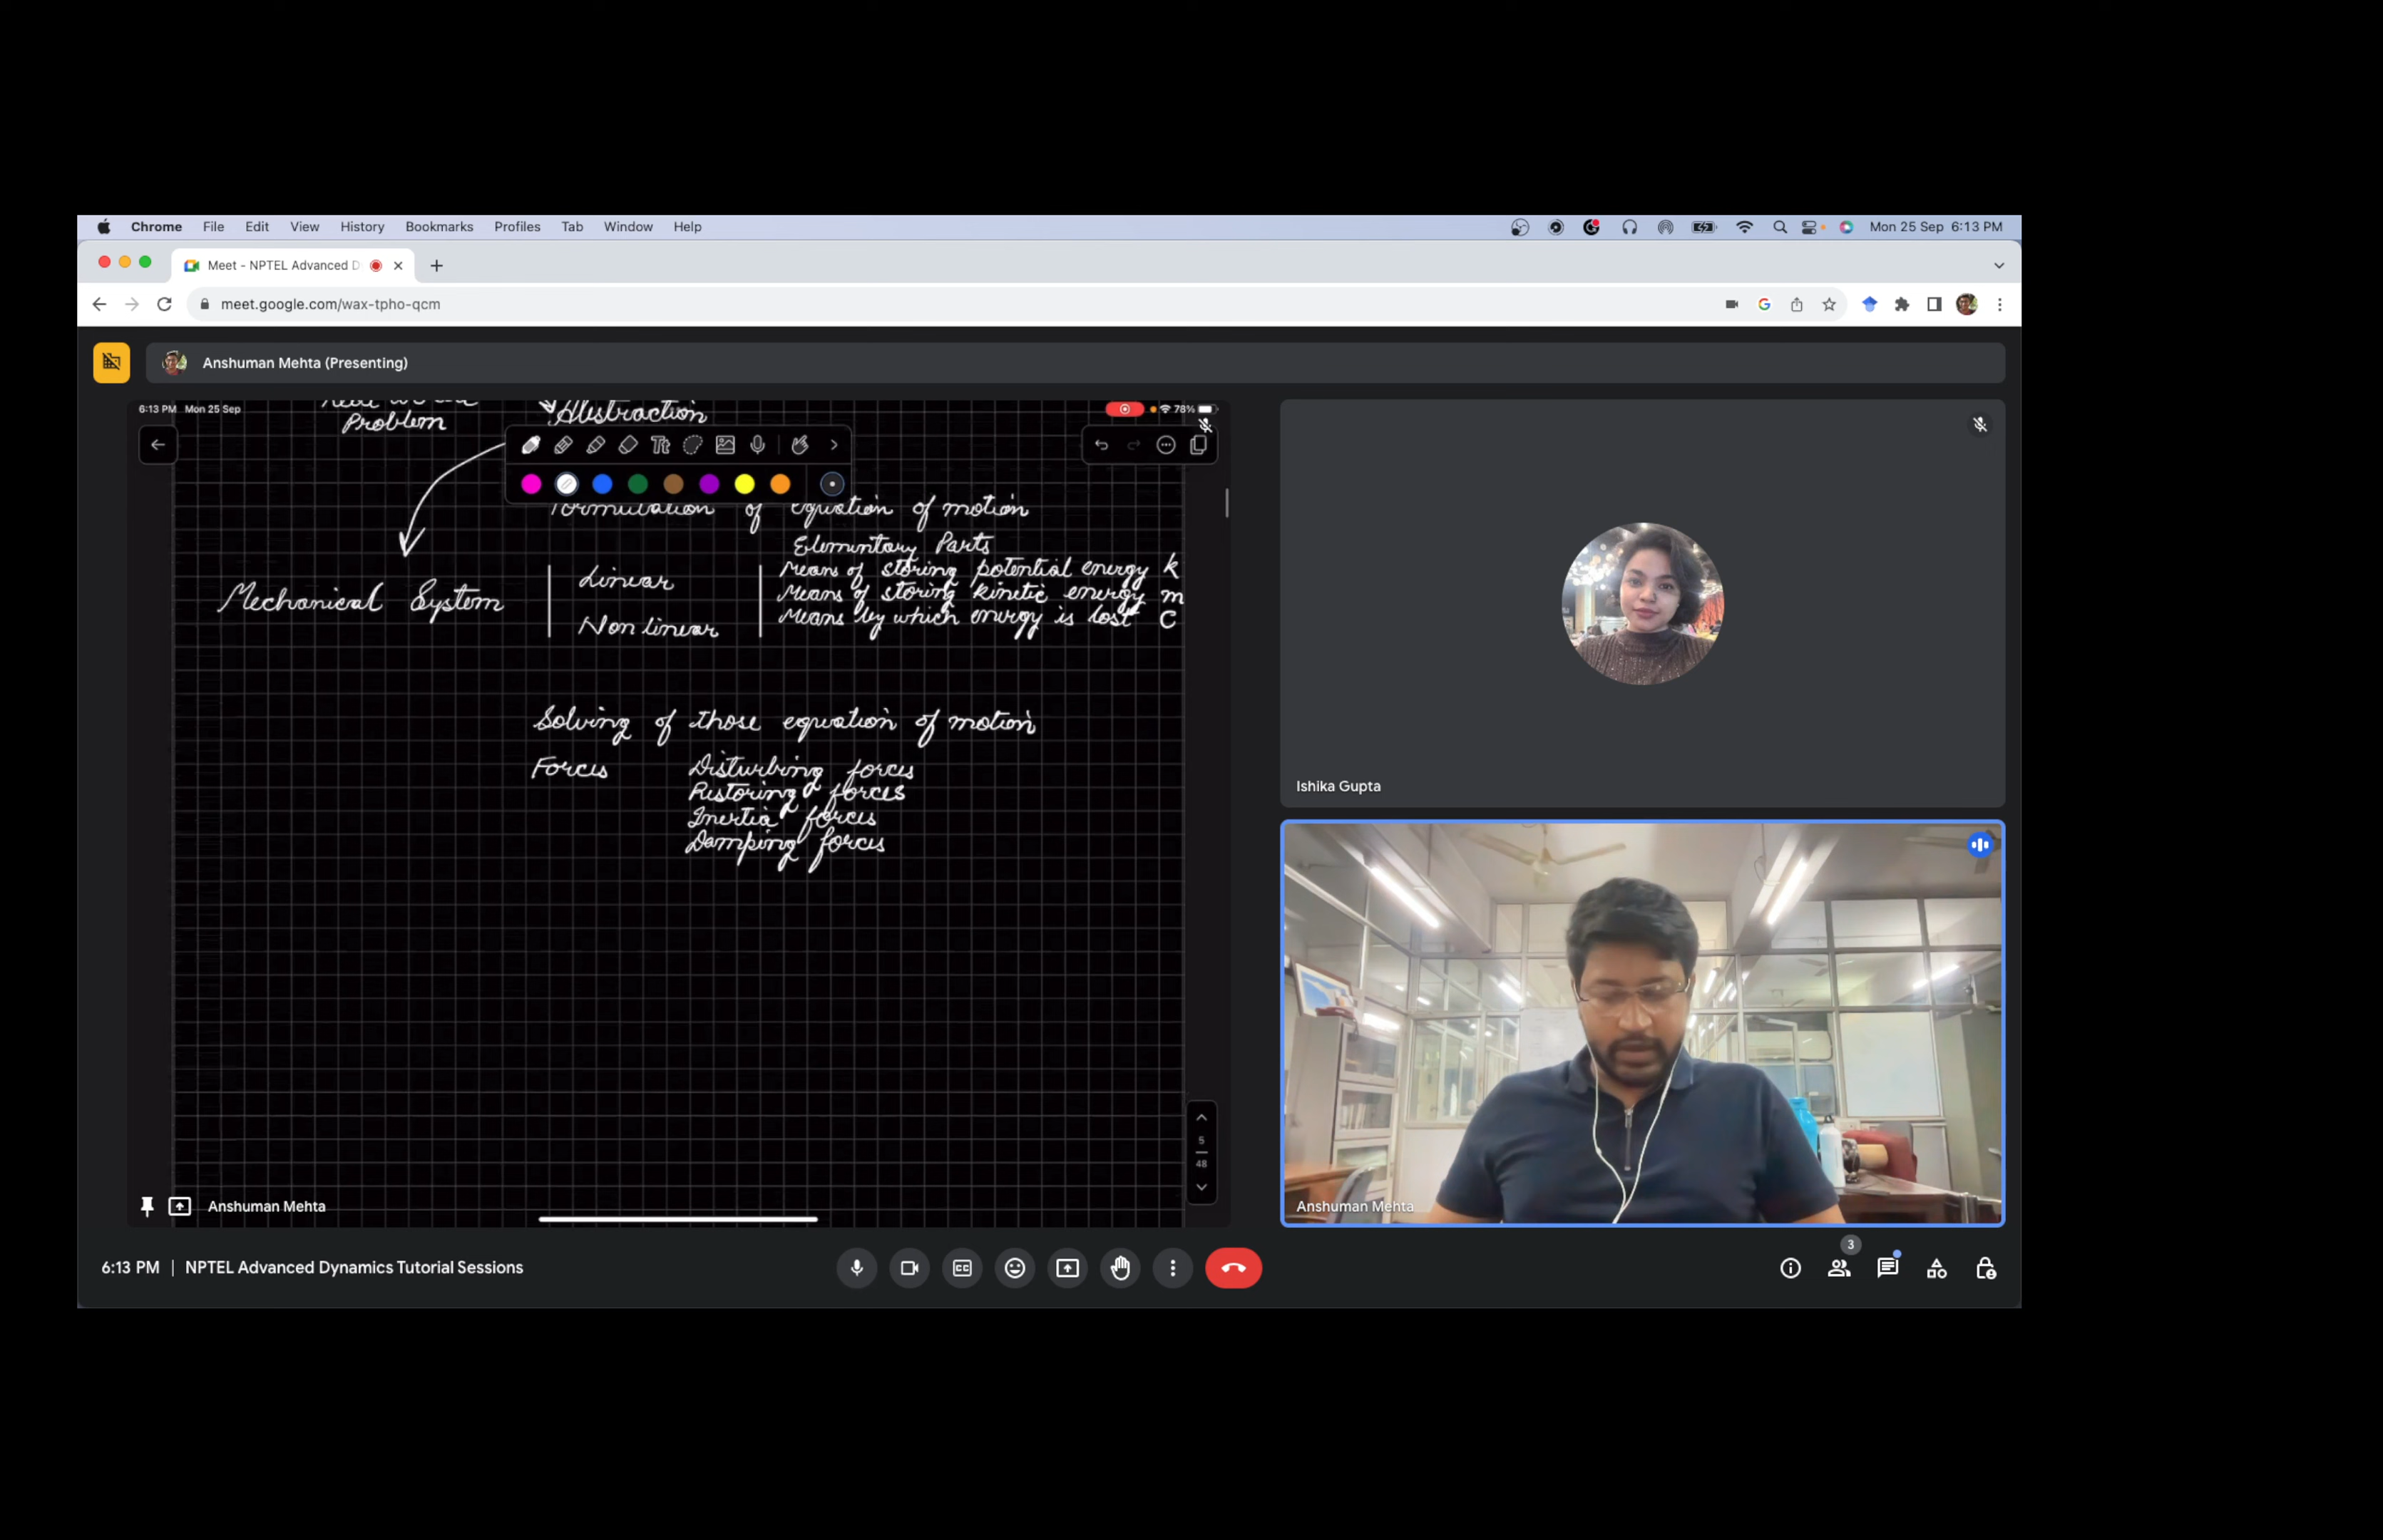 Chrome File Edit View History Bookmarks Profiles Tab Window Help Mon 25 Sep 6:13 PM
Meet - NPTEL Advanced D
meet.google.com/wax-tpho-qcm
Anshuman Mehta (Presenting)
6:13 PM Mon 25 Sep 78%
Problem Abstraction
Formulation of equation of motion
Elementary Parts
Mechanical System
Linear
Non linear
Means of storing potential energy k
Means of storing kinetic energy m
Means by which energy is lost C
Solving of those equation of motion
Forces Disturbing forces
Restoring forces
Inertia forces
Damping forces
5
48
Anshuman Mehta
Ishika Gupta
Anshuman Mehta
6:13 PM | NPTEL Advanced Dynamics Tutorial Sessions
3